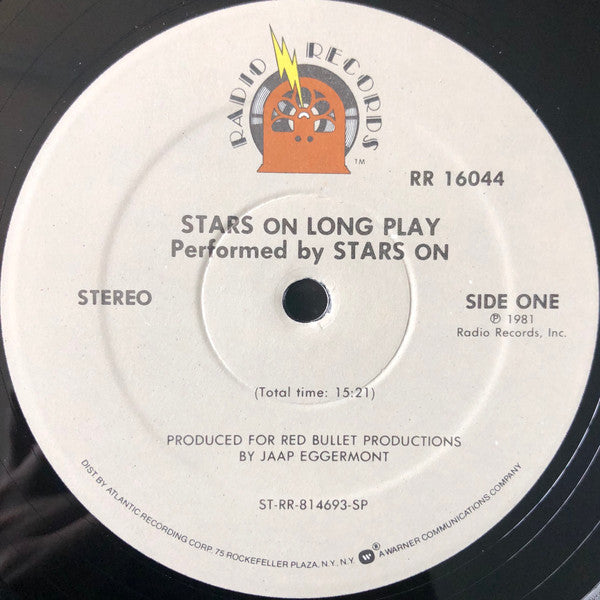 RADIO RECORDS
TM
RR 16044
STARS ON LONG PLAY
Performed by STARS ON
STEREO
SIDE ONE
℗ 1981
Radio Records, Inc.
(Total time: 15:21)
PRODUCED FOR RED BULLET PRODUCTIONS
BY JAAP EGGERMONT
ST-RR-814693-SP
DIST. BY ATLANTIC RECORDING CORP. 75 ROCKEFELLER PLAZA, N.Y. N.Y. ® A WARNER COMMUNICATIONS COMPANY